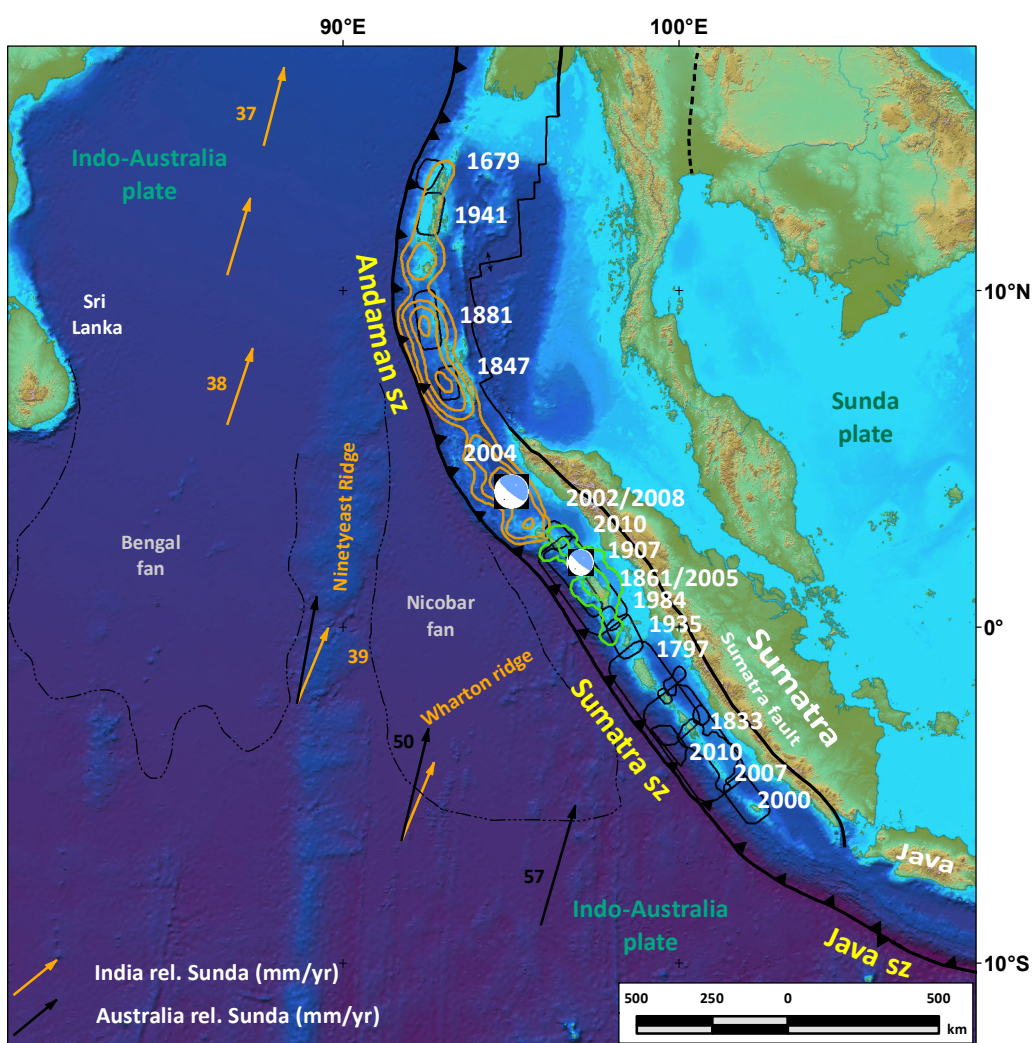 90°E
100°E
37
Indo-Australia
plate
1679
1941
Andaman sz
10°N
Sri
Lanka
1881
1847
38
Sunda
plate
2004
Ninetyeast Ridge
2002/2008
2010
Bengal
fan
1907
Nicobar
fan
1861/2005
1984
1935
0°
39
1797
Sumatra
Sumatra fault
Wharton ridge
Sumatra sz
50
1833
2010
2007
2000
Java
57
Indo-Australia
plate
Java sz
10°S
India rel. Sunda (mm/yr)
Australia rel. Sunda (mm/yr)
500 250 0 500
km